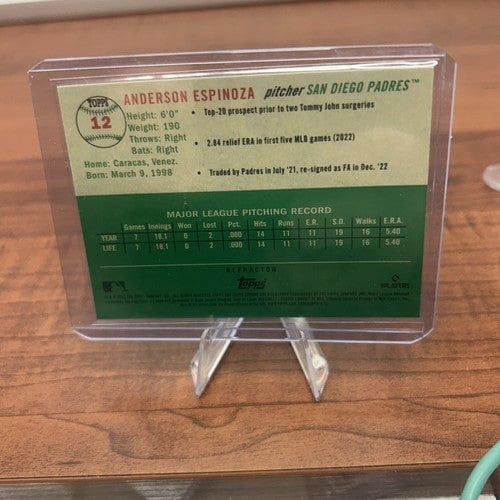 TOPPS
12
ANDERSON ESPINOZA pitcher SAN DIEGO PADRES™
Height: 6'0"
Weight: 190
Throws: Right
Bats: Right
Home: Caracas, Venez.
Born: March 9, 1998
• Top-20 prospect prior to two Tommy John surgeries
• 2.84 relief ERA in first five MLB games (2022)
• Traded by Padres in July '21, re-signed as FA in Dec. '22
MAJOR LEAGUE PITCHING RECORD
Games Innings Won Lost Pct. Hits Runs E.R. S.O. Walks E.R.A.
YEAR 7 18.1 0 2 .000 14 11 11 19 16 5.40
LIFE 7 18.1 0 2 .000 14 11 11 19 16 5.40
REFRACTOR
Topps
PLAYERS